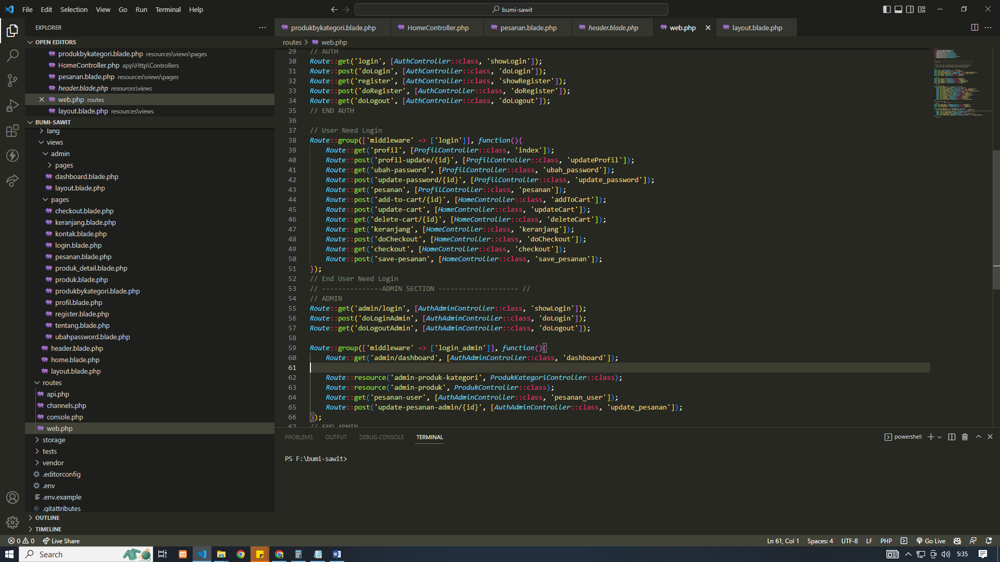 File Edit Selection View Go Run Terminal Help
bumi-sawit
EXPLORER
OPEN EDITORS
produkbykategori.blade.php resources\views\pages
HomeController.php app\Http\Controllers
pesanan.blade.php resources\views\pages
header.blade.php resources\views
web.php routes
layout.blade.php resources\views
BUMI-SAWIT
lang
views
admin
pages
dashboard.blade.php
layout.blade.php
pages
checkout.blade.php
keranjang.blade.php
kontak.blade.php
login.blade.php
pesanan.blade.php
produk_detail.blade.php
produk.blade.php
produkbykategori.blade.php
profil.blade.php
register.blade.php
tentang.blade.php
ubahpassword.blade.php
header.blade.php
home.blade.php
layout.blade.php
routes
api.php
channels.php
console.php
web.php
storage
tests
vendor
.editorconfig
.env
.env.example
.gitattributes
OUTLINE
TIMELINE
produkbykategori.blade.php HomeController.php pesanan.blade.php header.blade.php web.php layout.blade.php
routes > web.php
29 // AUTH
30 Route::get('login', [AuthController::class, 'showLogin']);
31 Route::post('doLogin', [AuthController::class, 'doLogin']);
32 Route::get('register', [AuthController::class, 'showRegister']);
33 Route::post('doRegister', [AuthController::class, 'doRegister']);
34 Route::get('doLogout', [AuthController::class, 'doLogout']);
35 // END AUTH
36
37 // User Need Login
38 Route::group(['middleware' => ['login']], function(){
39 Route::get('profil', [ProfilController::class, 'index']);
40 Route::post('profil-update/{id}', [ProfilController::class, 'updateProfil']);
41 Route::get('ubah-password', [ProfilController::class, 'ubah_password']);
42 Route::post('update-password/{id}', [ProfilController::class, 'update_password']);
43 Route::get('pesanan', [ProfilController::class, 'pesanan']);
44 Route::post('add-to-cart/{id}', [HomeController::class, 'addToCart']);
45 Route::post('update-cart', [HomeController::class, 'updateCart']);
46 Route::get('delete-cart/{id}', [HomeController::class, 'deleteCart']);
47 Route::get('keranjang', [HomeController::class, 'keranjang']);
48 Route::post('doCheckout', [HomeController::class, 'doCheckout']);
49 Route::get('checkout', [HomeController::class, 'checkout']);
50 Route::post('save-pesanan', [HomeController::class, 'save_pesanan']);
51 });
52 // End User Need Login
53 // ---------------ADMIN SECTION -------------------- //
54 // ADMIN
55 Route::get('admin/login', [AuthAdminController::class, 'showLogin']);
56 Route::post('doLoginAdmin', [AuthAdminController::class, 'doLogin']);
57 Route::get('doLogoutAdmin', [AuthAdminController::class, 'doLogout']);
58
59 Route::group(['middleware' => ['login_admin']], function(){
60 Route::get('admin/dashboard', [AuthAdminController::class, 'dashboard']);
61
62 Route::resource('admin-produk-kategori', ProdukKategoriController::class);
63 Route::resource('admin-produk', ProdukController::class);
64 Route::get('pesanan-user', [AuthAdminController::class, 'pesanan_user']);
65 Route::post('update-pesanan-admin/{id}', [AuthAdminController::class, 'update_pesanan']);
66 });
67 // END ADMIN
PROBLEMS OUTPUT DEBUG CONSOLE TERMINAL
powershell
PS F:\bumi-sawit>
0 0 Live Share
Ln 61, Col 1 Spaces: 4 UTF-8 LF PHP Go Live
Search
5:35